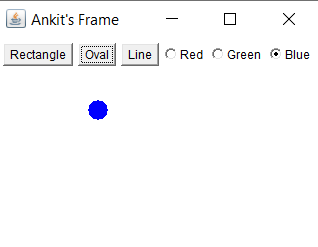 Ankit's Frame
Rectangle Oval Line Red Green Blue